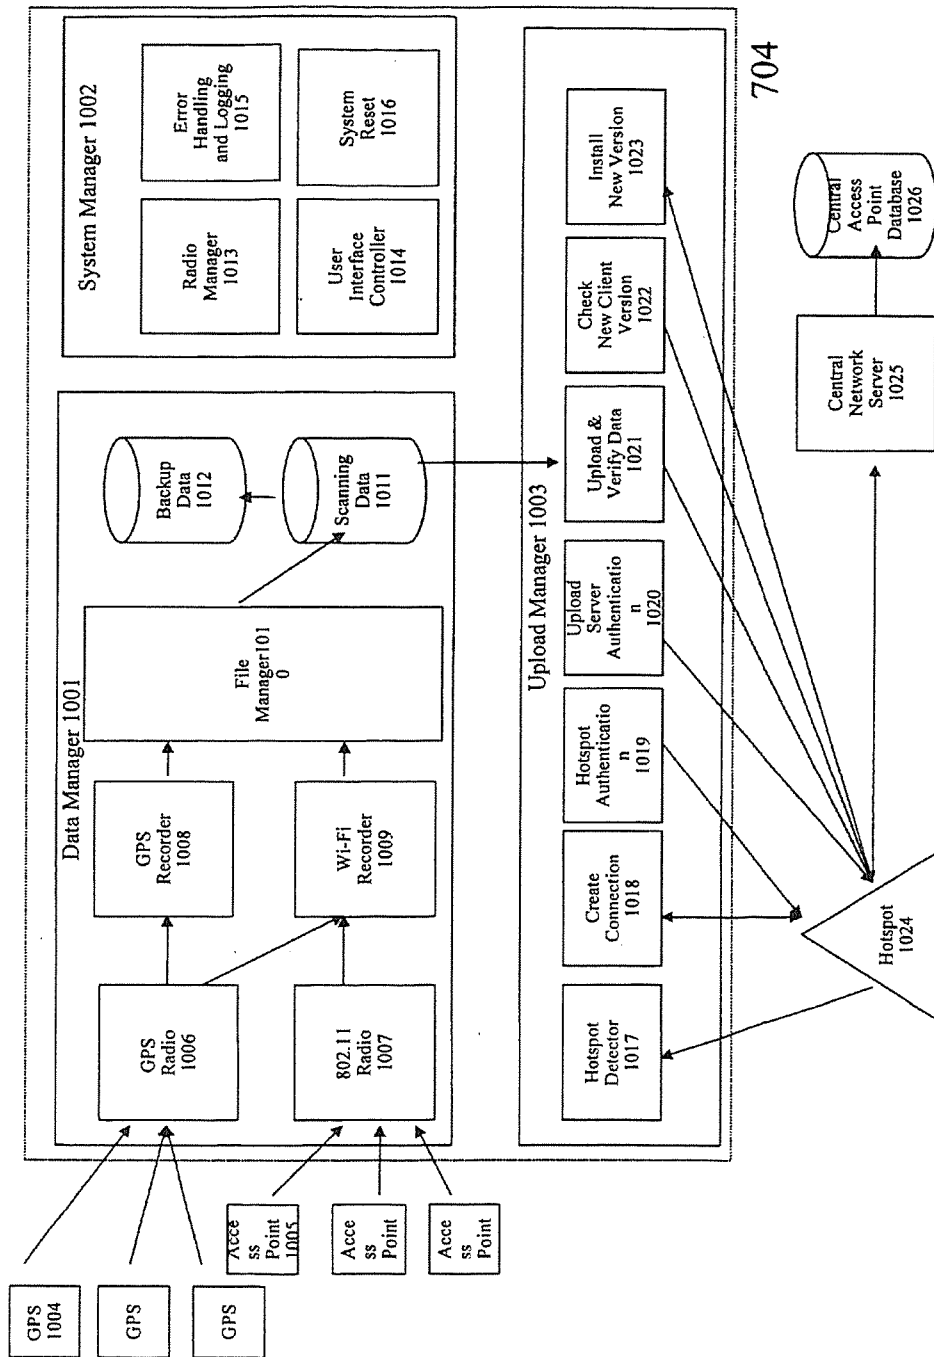 704
System Manager 1002
Radio
Manager
1013
Error
Handling
and Logging
1015
User
Interface
Controller
1014
System
Reset
1016
Data Manager 1001
GPS
Radio
1006
802.11
Radio
1007
GPS
Recorder
1008
Wi-Fi
Recorder
1009
File
Manager101
0
Backup
Data
1012
Scanning
Data
1011
Upload Manager 1003
Hotspot
Detector
1017
Create
Connection
1018
Hotspot
Authenticatio
n
1019
Upload
Server
Authenticatio
n
1020
Upload &
Verify Data
1021
Check
New Client
Version
1022
Install
New Version
1023
GPS
1004
GPS
GPS
Acce
ss
Point
1005
Acce
ss
Point
Acce
ss
Point
Hotspot
1024
Central
Network
Server
1025
Central
Access
Point
Database
1026